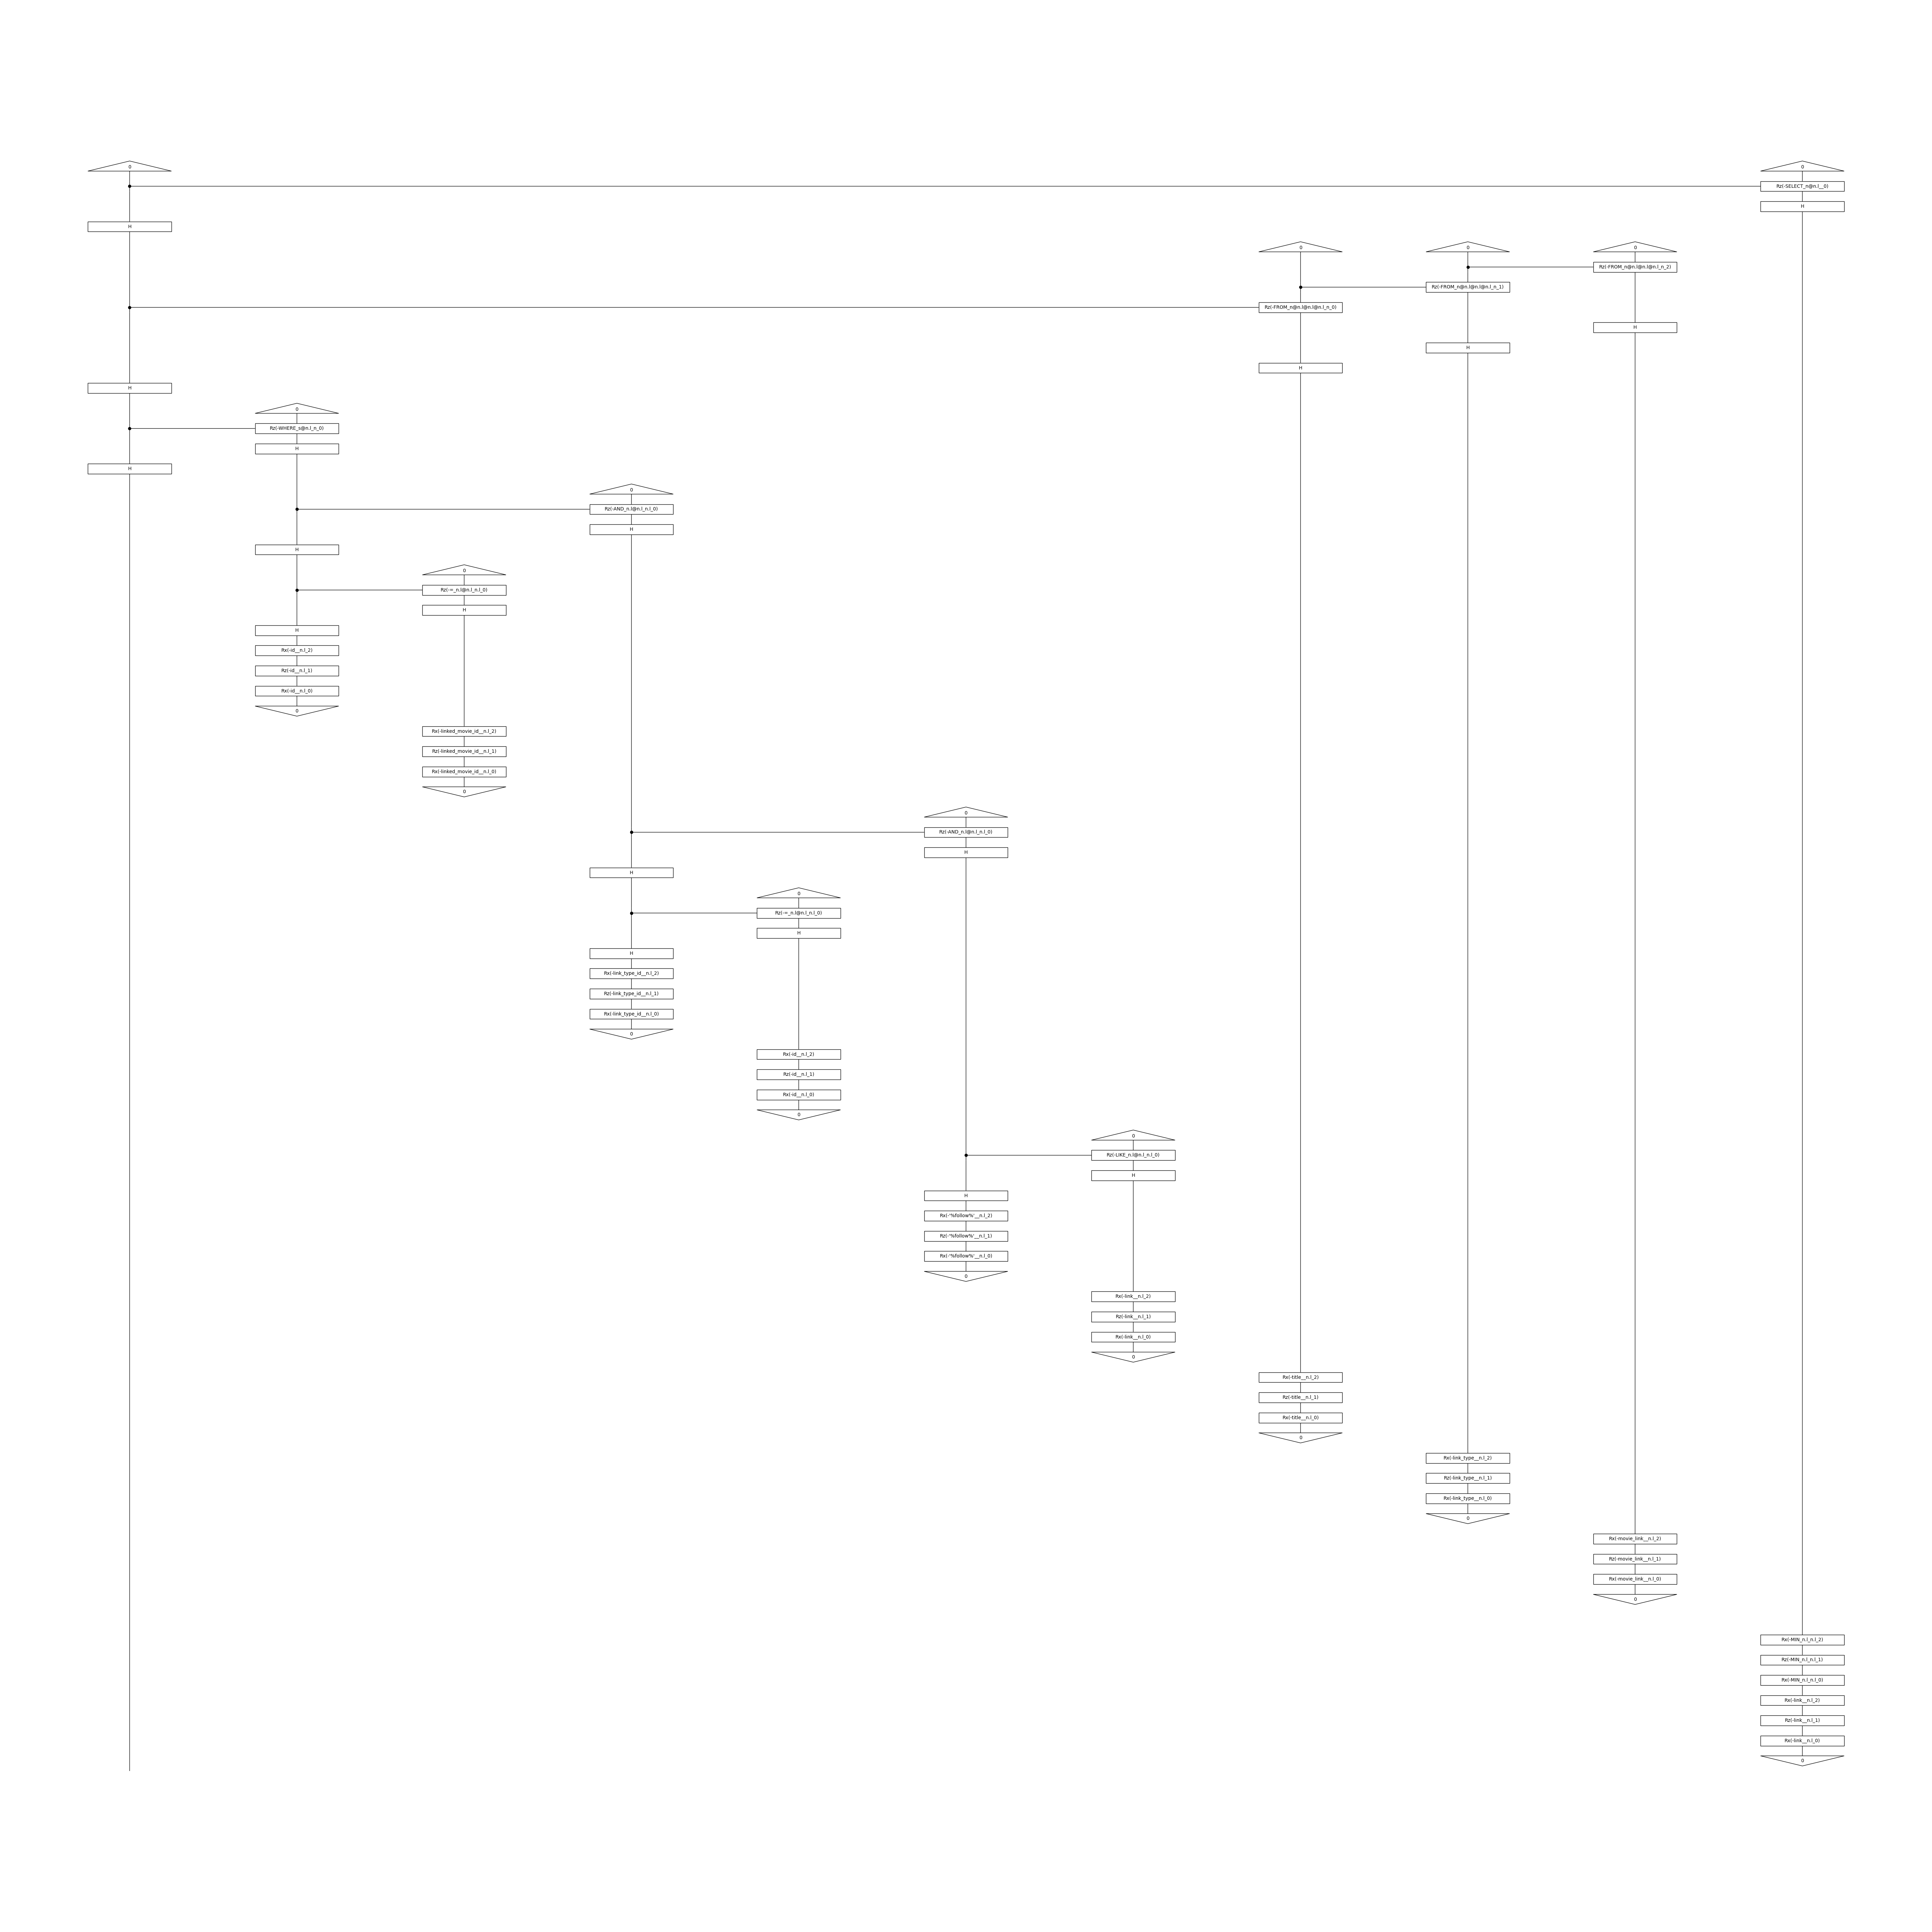 0 0
Rz(-SELECT_n@n.l__0)
H
H
0 0 0
Rz(-FROM_n@n.l@n.l@n.l_n_2)
Rz(-FROM_n@n.l@n.l@n.l_n_1)
Rz(-FROM_n@n.l@n.l@n.l_n_0)
H
H
H
H
0
Rz(-WHERE_s@n.l_n_0)
H
H
0
Rz(-AND_n.l@n.l_n.l_0)
H
H
0
Rz(-=_n.l@n.l_n.l_0)
H
H
Rx(-id__n.l_2)
Rz(-id__n.l_1)
Rx(-id__n.l_0)
0
Rx(-linked_movie_id__n.l_2)
Rz(-linked_movie_id__n.l_1)
Rx(-linked_movie_id__n.l_0)
0
0
Rz(-AND_n.l@n.l_n.l_0)
H
H
0
Rz(-=_n.l@n.l_n.l_0)
H
H
Rx(-link_type_id__n.l_2)
Rz(-link_type_id__n.l_1)
Rx(-link_type_id__n.l_0)
0
Rx(-id__n.l_2)
Rz(-id__n.l_1)
Rx(-id__n.l_0)
0
0
Rz(-LIKE_n.l@n.l_n.l_0)
H
H
Rx(-'%follow%'__n.l_2)
Rz(-'%follow%'__n.l_1)
Rx(-'%follow%'__n.l_0)
0
Rx(-link__n.l_2)
Rz(-link__n.l_1)
Rx(-link__n.l_0)
0
Rx(-title__n.l_2)
Rz(-title__n.l_1)
Rx(-title__n.l_0)
0
Rx(-link_type__n.l_2)
Rz(-link_type__n.l_1)
Rx(-link_type__n.l_0)
0
Rx(-movie_link__n.l_2)
Rz(-movie_link__n.l_1)
Rx(-movie_link__n.l_0)
0
Rx(-MIN_n.l_n.l_2)
Rz(-MIN_n.l_n.l_1)
Rx(-MIN_n.l_n.l_0)
Rx(-link__n.l_2)
Rz(-link__n.l_1)
Rx(-link__n.l_0)
0